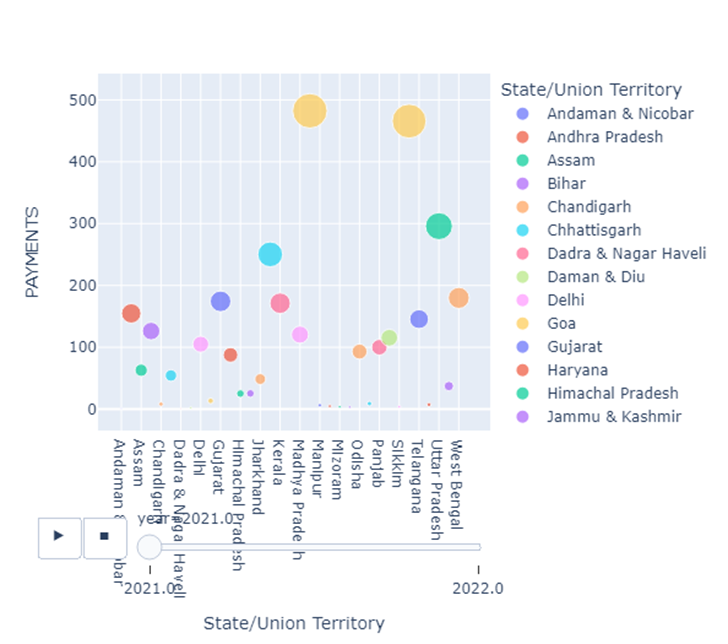 State/Union Territory
Andaman & Nicobar
Andhra Pradesh
Assam
Bihar
Chandigarh
Chhattisgarh
Dadra & Nagar Haveli
Daman & Diu
Delhi
Goa
Gujarat
Haryana
Himachal Pradesh
Jammu & Kashmir
PAYMENTS
500
400
300
200
100
0
Andaman &
Assam
Chandigarh
Dadra & Naga Haveli
Delhi
Gujarat
Himachal Pradesh
Jharkhand
Kerala
Madhya Pradesh
Manipur
Mizoram
Odisha
Panjab
Sikkim
Telangana
Uttar Pradesh
West Bengal
year=2021.0
2021.0
2022.0
State/Union Territory